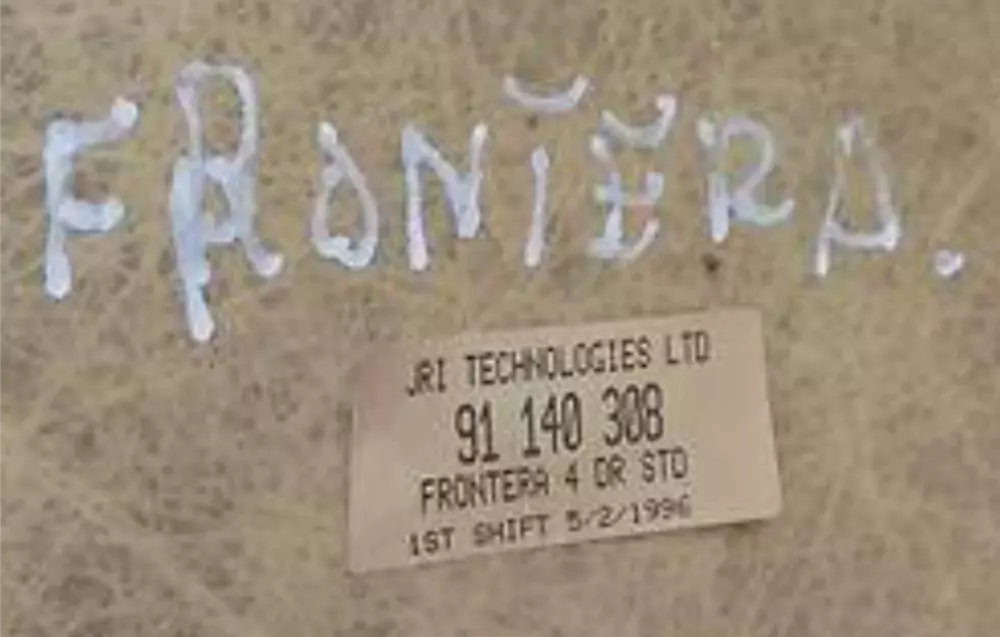 FRONTERA.
JRI TECHNOLOGIES LTD
91 140 308
FRONTERA 4 DR STD
1ST SHIFT 5/2/1996